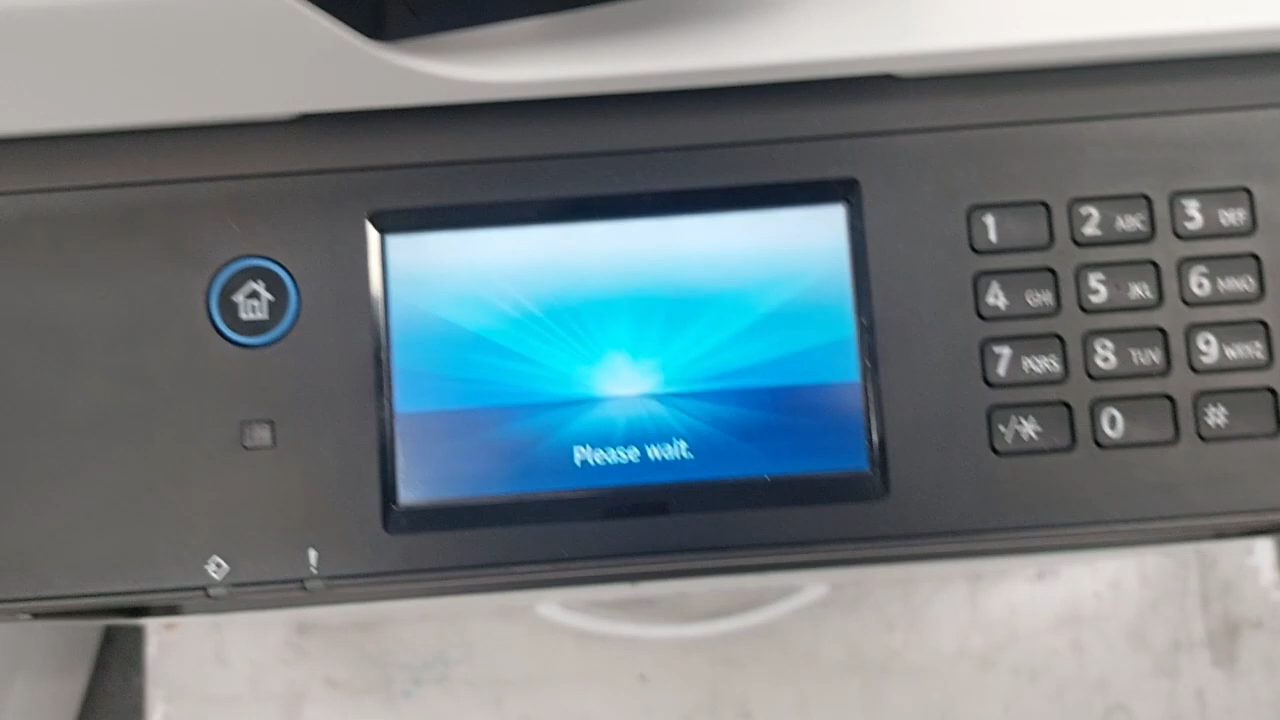 Please wait.
1
2 ABC
3 DEF
4 GHI
5 JKL
6 MNO
7 PQRS
8 TUV
9 WXYZ
0
#